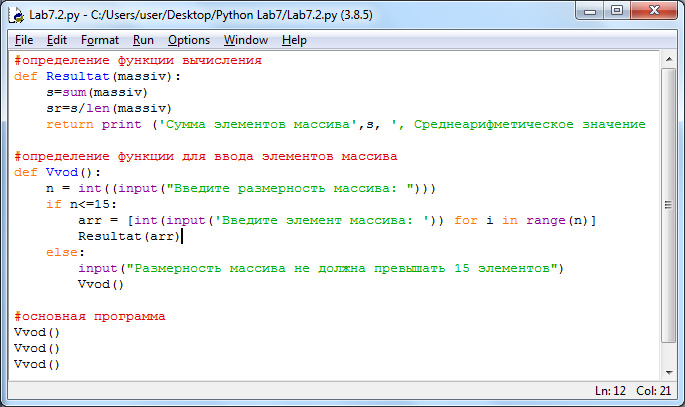 Lab7.2.py - C:/Users/user/Desktop/Python Lab7/Lab7.2.py (3.8.5)
File Edit Format Run Options Window Help
#определение функции вычисления
def Resultat(massiv):
    s=sum(massiv)
    sr=s/len(massiv)
    return print ('Сумма элементов массива',s, ', Среднеарифметическое значение
#определение функции для ввода элементов массива
def Vvod():
    n = int((input("Введите размерность массива: ")))
    if n<=15:
        arr = [int(input('Введите элемент массива: ')) for i in range(n)]
        Resultat(arr)
    else:
        input("Размерность массива не должна превышать 15 элементов")
        Vvod()
#основная программа
Vvod()
Vvod()
Vvod()
Ln: 12 Col: 21